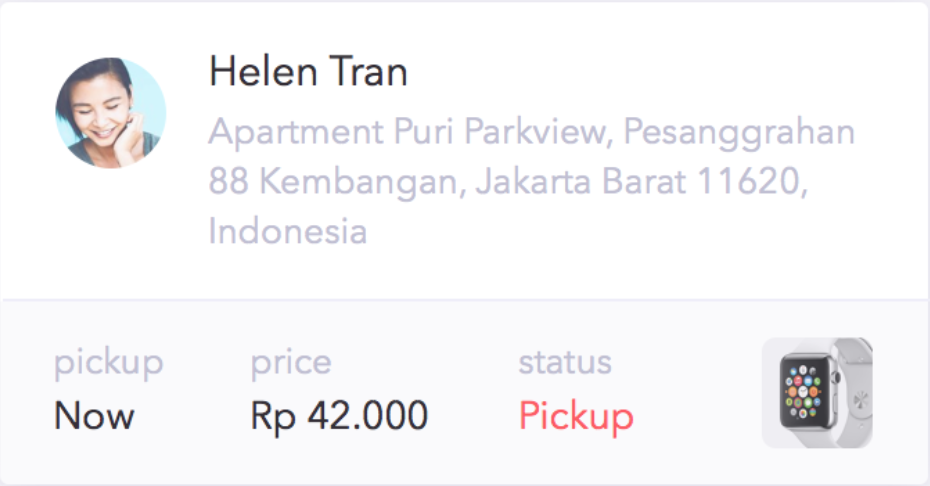 Helen Tran
Apartment Puri Parkview, Pesanggrahan
88 Kembangan, Jakarta Barat 11620,
Indonesia
pickup price status
Now Rp 42.000 Pickup